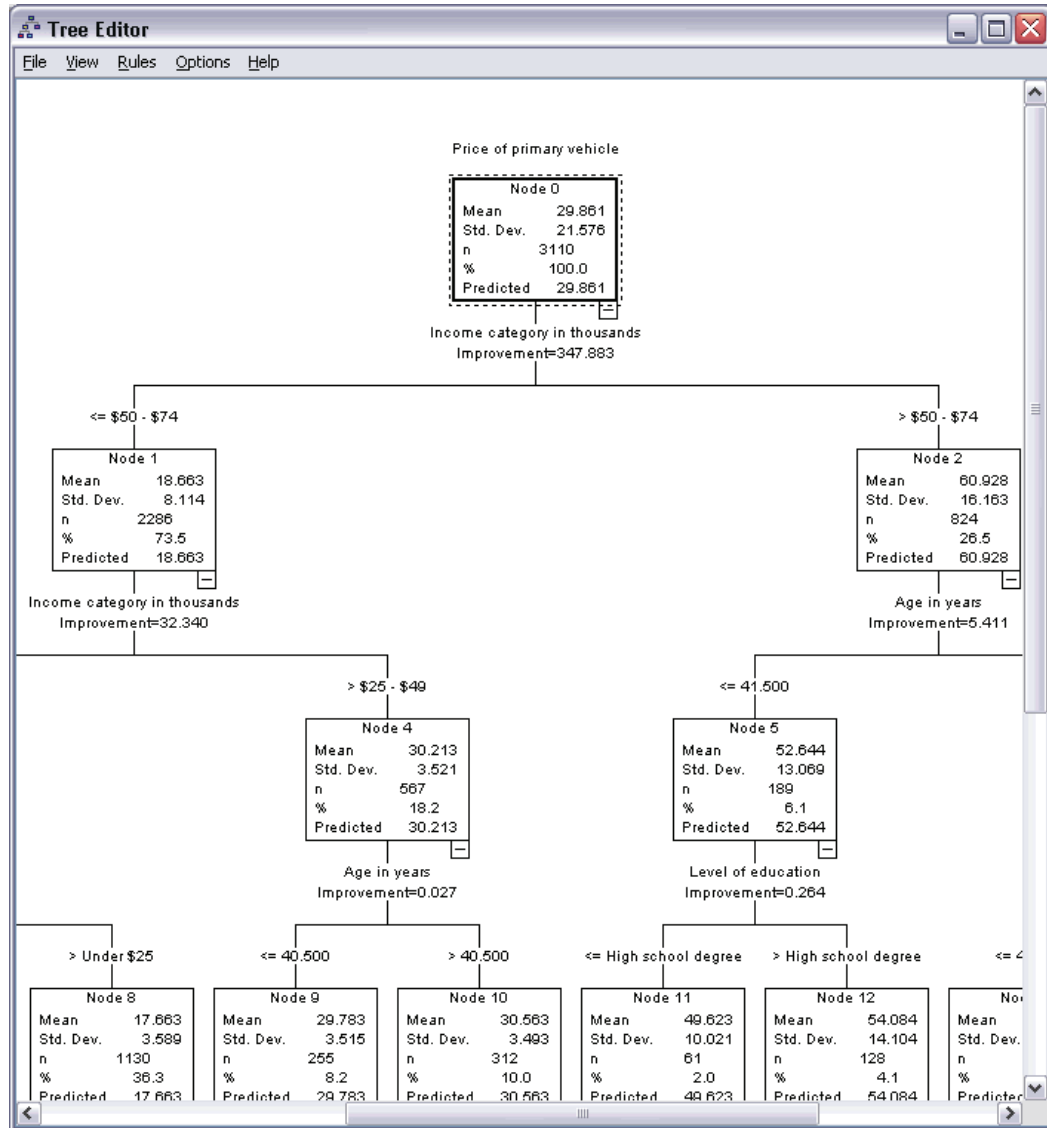 Tree Editor
File View Rules Options Help
Price of primary vehicle
Node 0
Mean 29.861
Std. Dev. 21.576
n 3110
% 100.0
Predicted 29.861
Income category in thousands
Improvement=347.883
<= $50 - $74
> $50 - $74
Node 1
Mean 18.663
Std. Dev. 8.114
n 2286
% 73.5
Predicted 18.663
Income category in thousands
Improvement=32.340
Node 2
Mean 60.928
Std. Dev. 16.163
n 824
% 26.5
Predicted 60.928
Age in years
Improvement=5.411
> $25 - $49
<= 41.500
Node 4
Mean 30.213
Std. Dev. 3.521
n 567
% 18.2
Predicted 30.213
Age in years
Improvement=0.027
Node 5
Mean 52.644
Std. Dev. 13.069
n 189
% 6.1
Predicted 52.644
Level of education
Improvement=0.264
> Under $25
<= 40.500
> 40.500
<= High school degree
> High school degree
<= 4
Node 8
Mean 17.663
Std. Dev. 3.589
n 1130
% 36.3
Predicted 17.663
Node 9
Mean 29.783
Std. Dev. 3.515
n 255
% 8.2
Predicted 29.783
Node 10
Mean 30.563
Std. Dev. 3.493
n 312
% 10.0
Predicted 30.563
Node 11
Mean 49.623
Std. Dev. 10.021
n 61
% 2.0
Predicted 49.623
Node 12
Mean 54.084
Std. Dev. 14.104
n 128
% 4.1
Predicted 54.084
Mean
Std. Dev.
n
%